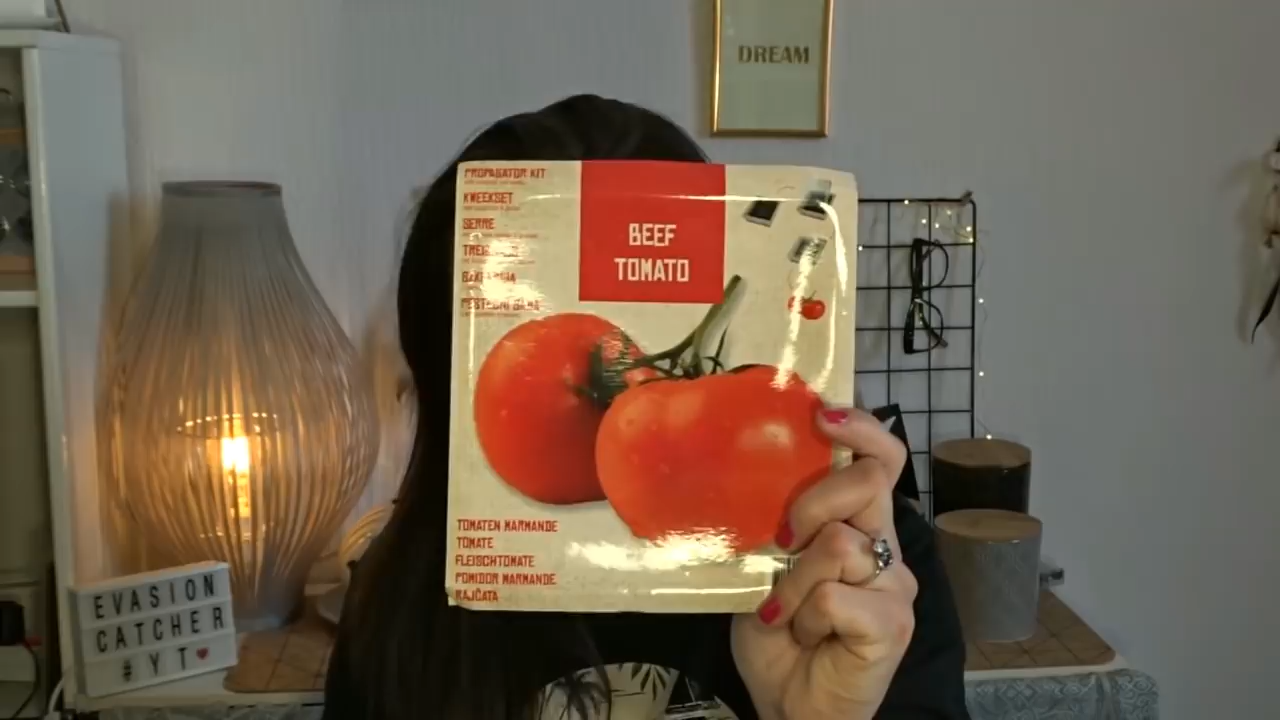 DREAM
PROPAGATOR KIT
KWEEKSET
SERRE
BEEF
TOMATO
TOMATEN MARMANDE
TOMATE
FLEISCHTOMATE
POMIDOR MARMANDE
RAJČATA
EVASION
CATCHER
#YT♥